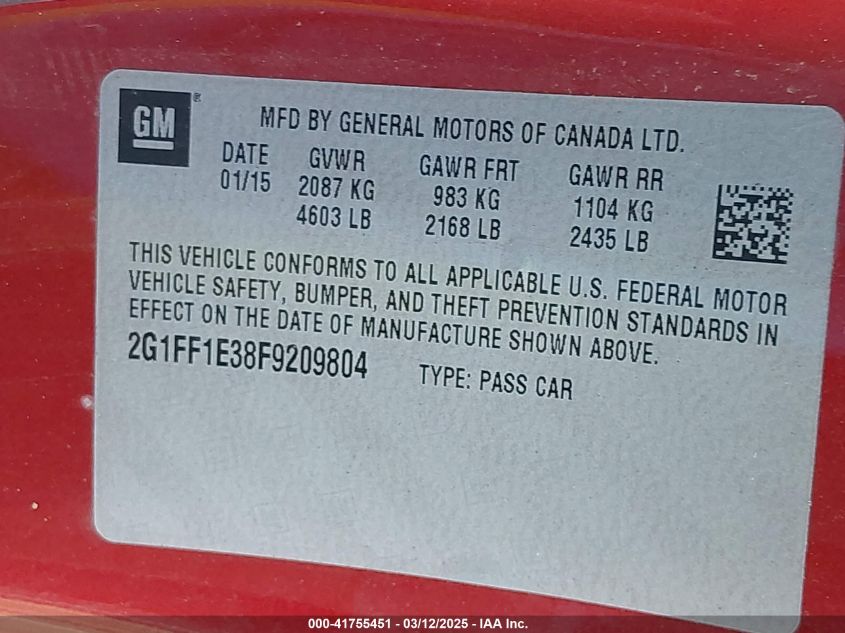 GM ®
MFD BY GENERAL MOTORS OF CANADA LTD.
DATE GVWR GAWR FRT GAWR RR
01/15 2087 KG 983 KG 1104 KG
4603 LB 2168 LB 2435 LB
THIS VEHICLE CONFORMS TO ALL APPLICABLE U.S. FEDERAL MOTOR
VEHICLE SAFETY, BUMPER, AND THEFT PREVENTION STANDARDS IN
EFFECT ON THE DATE OF MANUFACTURE SHOWN ABOVE.
2G1FF1E38F9209804 TYPE: PASS CAR
000-41755451 - 03/12/2025 - IAA Inc.